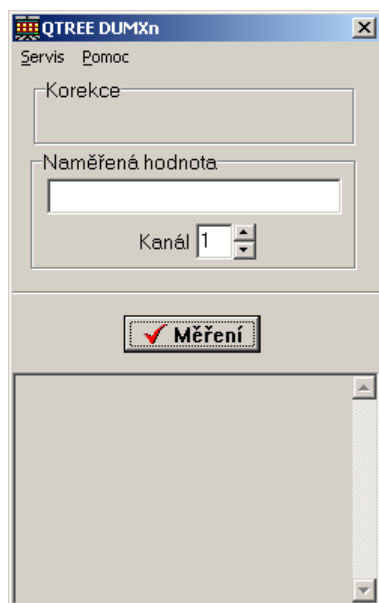 QTREE DUMXn
Servis Pomoc
Korekce
Naměřená hodnota
Kanál 1
Měření